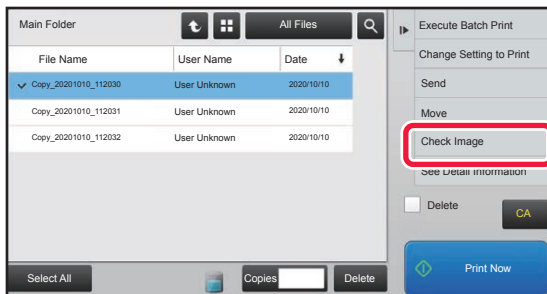 Main Folder
All Files
File Name User Name Date
Copy_20201010_112030 User Unknown 2020/10/10
Copy_20201010_112031 User Unknown 2020/10/10
Copy_20201010_112032 User Unknown 2020/10/10
Select All
Copies
Delete
Execute Batch Print
Change Setting to Print
Send
Move
Check Image
See Detail Information
Delete
CA
Print Now